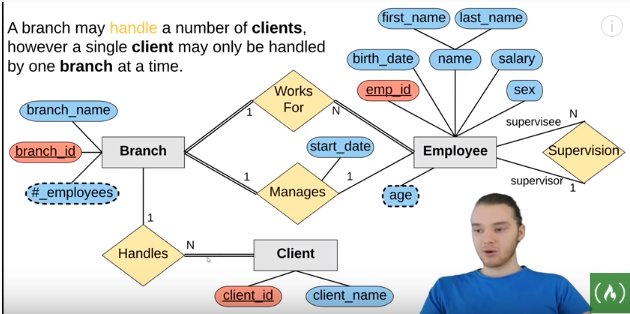 A branch may handle a number of clients,
however a single client may only be handled
by one branch at a time.
first_name
last_name
birth_date
name
salary
emp_id
sex
Works
For
1
N
branch_name
branch_id
Branch
#_employees
start_date
Employee
supervisee
N
Supervision
supervisor
1
1
Manages
1
age
1
Handles
N
Client
client_id
client_name
i